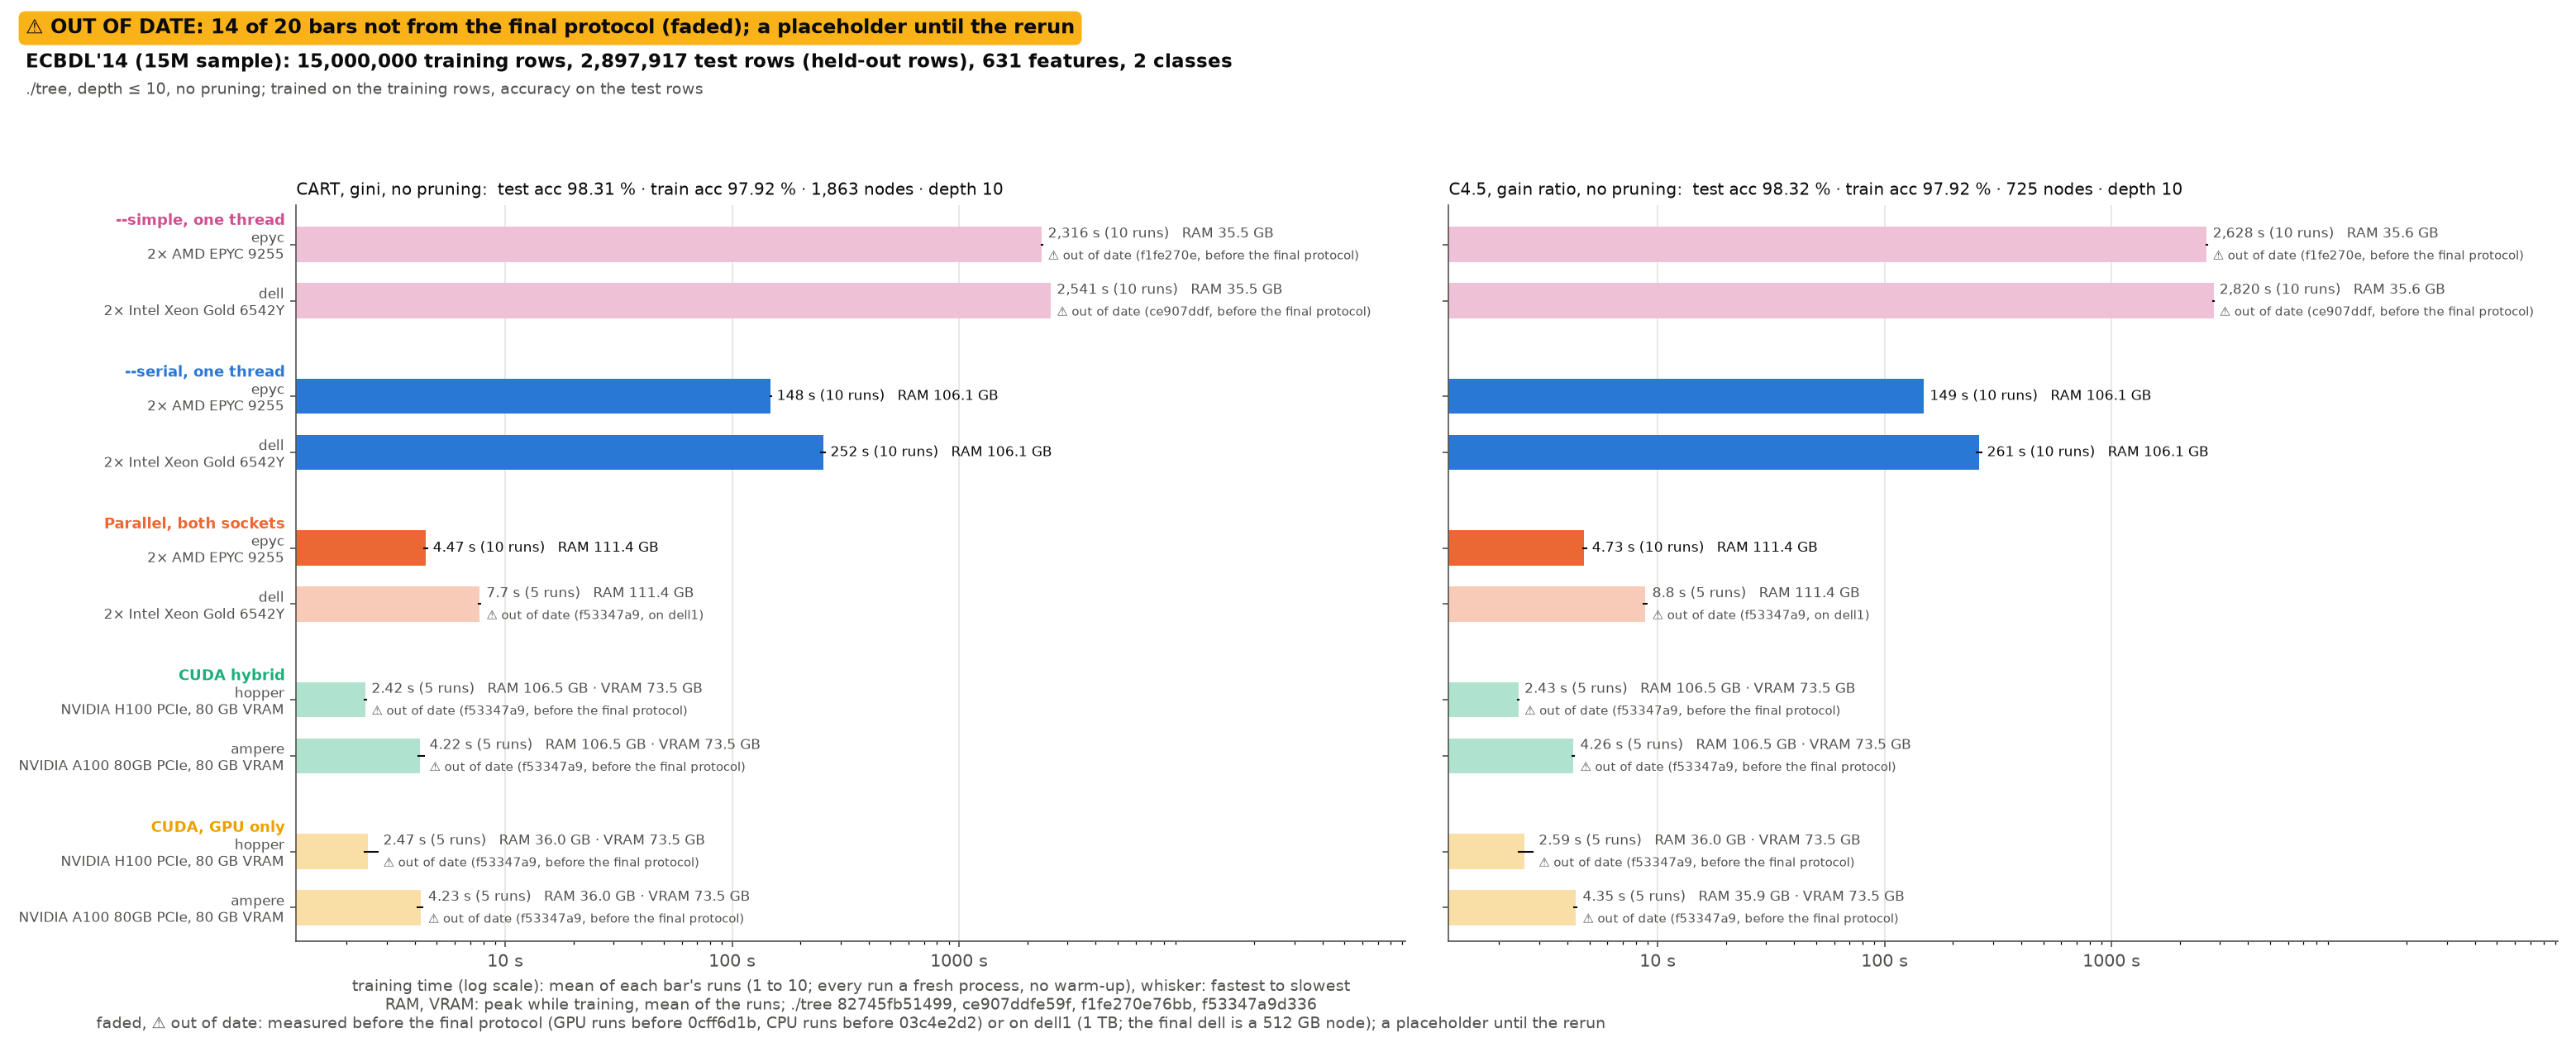 ⚠ OUT OF DATE: 14 of 20 bars not from the final protocol (faded); a placeholder until the rerun
ECBDL'14 (15M sample): 15,000,000 training rows, 2,897,917 test rows (held-out rows), 631 features, 2 classes
./tree, depth ≤ 10, no pruning; trained on the training rows, accuracy on the test rows
CART, gini, no pruning:  test acc 98.31 % · train acc 97.92 % · 1,863 nodes · depth 10
--simple, one thread
epyc
2× AMD EPYC 9255
2,316 s (10 runs)   RAM 35.5 GB
⚠ out of date (f1fe270e, before the final protocol)
dell
2× Intel Xeon Gold 6542Y
2,541 s (10 runs)   RAM 35.5 GB
⚠ out of date (ce907ddf, before the final protocol)
--serial, one thread
epyc
2× AMD EPYC 9255
148 s (10 runs)   RAM 106.1 GB
dell
2× Intel Xeon Gold 6542Y
252 s (10 runs)   RAM 106.1 GB
Parallel, both sockets
epyc
2× AMD EPYC 9255
4.47 s (10 runs)   RAM 111.4 GB
dell
2× Intel Xeon Gold 6542Y
7.7 s (5 runs)   RAM 111.4 GB
⚠ out of date (f53347a9, on dell1)
CUDA hybrid
hopper
NVIDIA H100 PCIe, 80 GB VRAM
2.42 s (5 runs)   RAM 106.5 GB · VRAM 73.5 GB
⚠ out of date (f53347a9, before the final protocol)
ampere
NVIDIA A100 80GB PCIe, 80 GB VRAM
4.22 s (5 runs)   RAM 106.5 GB · VRAM 73.5 GB
⚠ out of date (f53347a9, before the final protocol)
CUDA, GPU only
hopper
NVIDIA H100 PCIe, 80 GB VRAM
2.47 s (5 runs)   RAM 36.0 GB · VRAM 73.5 GB
⚠ out of date (f53347a9, before the final protocol)
ampere
NVIDIA A100 80GB PCIe, 80 GB VRAM
4.23 s (5 runs)   RAM 36.0 GB · VRAM 73.5 GB
⚠ out of date (f53347a9, before the final protocol)
10 s
100 s
1000 s
C4.5, gain ratio, no pruning:  test acc 98.32 % · train acc 97.92 % · 725 nodes · depth 10
2,628 s (10 runs)   RAM 35.6 GB
⚠ out of date (f1fe270e, before the final protocol)
2,820 s (10 runs)   RAM 35.6 GB
⚠ out of date (ce907ddf, before the final protocol)
149 s (10 runs)   RAM 106.1 GB
261 s (10 runs)   RAM 106.1 GB
4.73 s (10 runs)   RAM 111.4 GB
8.8 s (5 runs)   RAM 111.4 GB
⚠ out of date (f53347a9, on dell1)
2.43 s (5 runs)   RAM 106.5 GB · VRAM 73.5 GB
⚠ out of date (f53347a9, before the final protocol)
4.26 s (5 runs)   RAM 106.5 GB · VRAM 73.5 GB
⚠ out of date (f53347a9, before the final protocol)
2.59 s (5 runs)   RAM 36.0 GB · VRAM 73.5 GB
⚠ out of date (f53347a9, before the final protocol)
4.35 s (5 runs)   RAM 35.9 GB · VRAM 73.5 GB
⚠ out of date (f53347a9, before the final protocol)
10 s
100 s
1000 s
training time (log scale): mean of each bar's runs (1 to 10; every run a fresh process, no warm-up), whisker: fastest to slowest
RAM, VRAM: peak while training, mean of the runs; ./tree 82745fb51499, ce907ddfe59f, f1fe270e76bb, f53347a9d336
faded, ⚠ out of date: measured before the final protocol (GPU runs before 0cff6d1b, CPU runs before 03c4e2d2) or on dell1 (1 TB; the final dell is a 512 GB node); a placeholder until the rerun